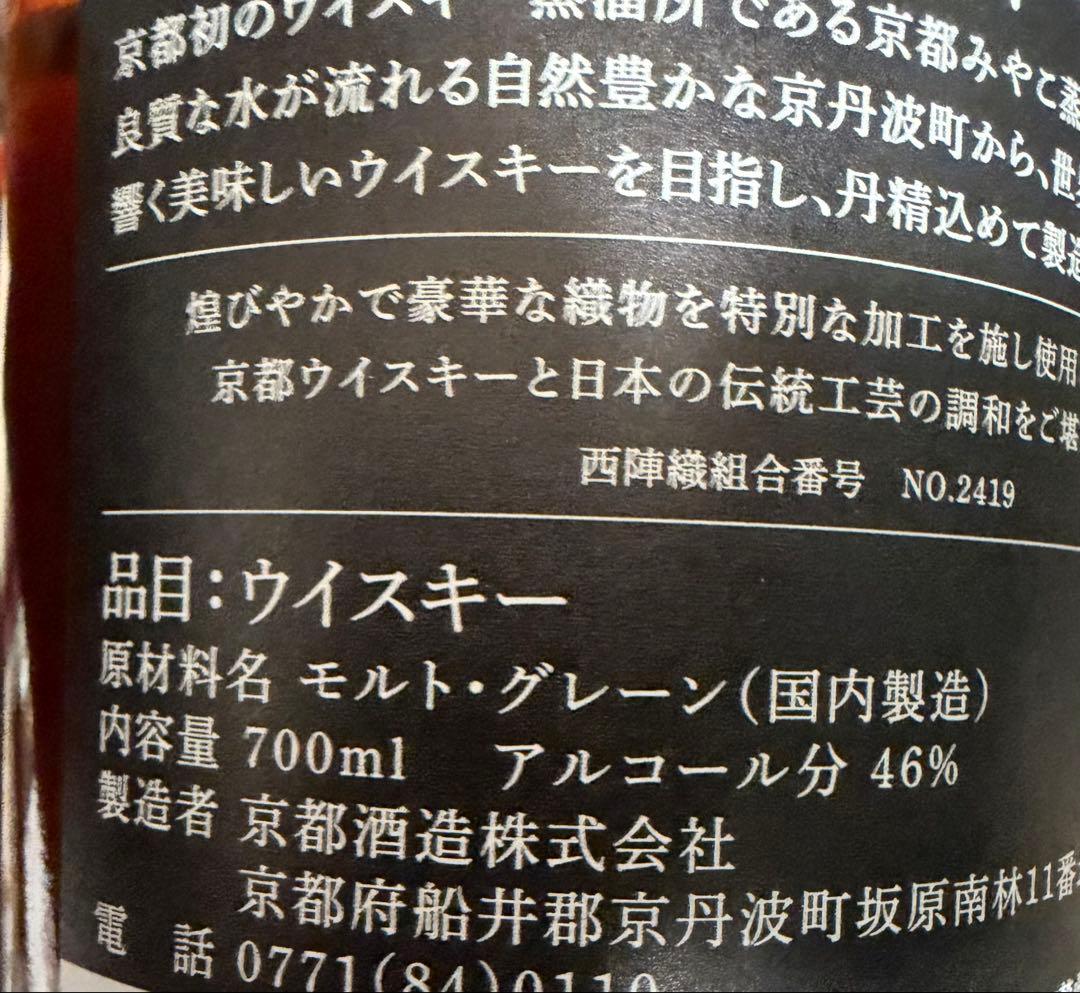 京都初のウイスキー蒸溜所である京都みやこ蒸
良質な水が流れる自然豊かな京丹波町から、世
響く美味しいウイスキーを目指し、丹精込めて製造
煌びやかで豪華な織物を特別な加工を施し使用
京都ウイスキーと日本の伝統工芸の調和をご堪
西陣織組合番号 NO.2419
品目：ウイスキー
原材料名 モルト・グレーン（国内製造）
内容量 700ml アルコール分 46%
製造者 京都酒造株式会社
京都府船井郡京丹波町坂原南林11番
電 話 0771(84)0110